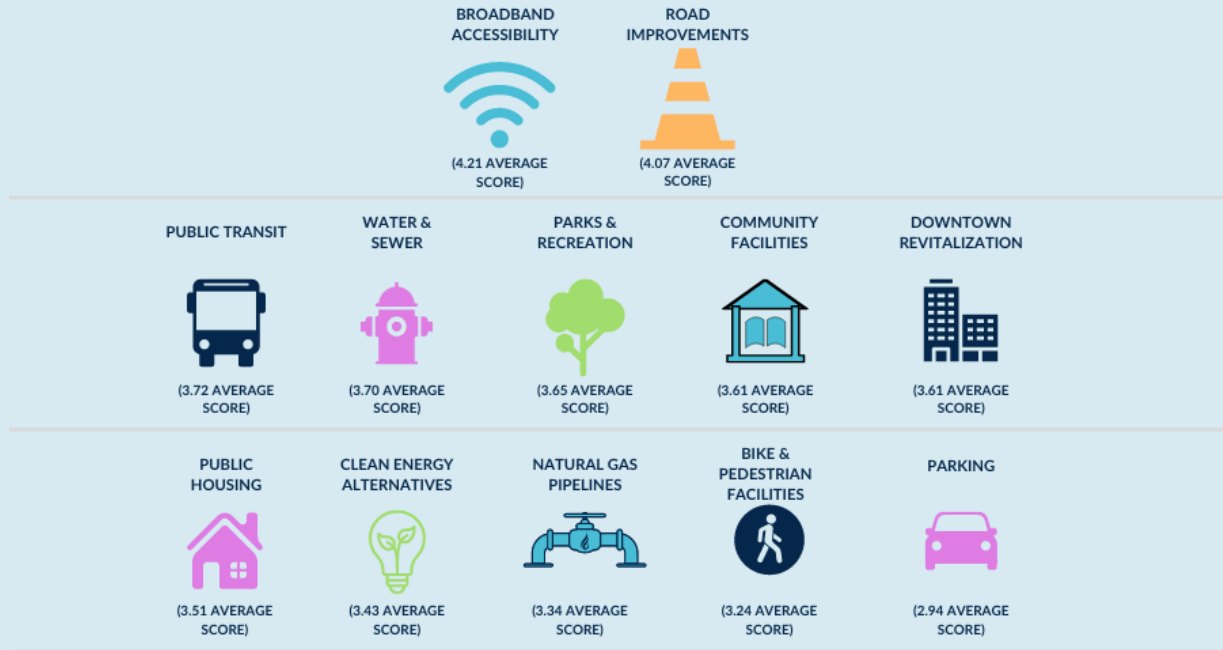 BROADBAND
ACCESSIBILITY
(4.21 AVERAGE
SCORE)
ROAD
IMPROVEMENTS
(4.07 AVERAGE
SCORE)
PUBLIC TRANSIT
(3.72 AVERAGE
SCORE)
WATER &
SEWER
(3.70 AVERAGE
SCORE)
PARKS &
RECREATION
(3.65 AVERAGE
SCORE)
COMMUNITY
FACILITIES
(3.61 AVERAGE
SCORE)
DOWNTOWN
REVITALIZATION
(3.61 AVERAGE
SCORE)
PUBLIC
HOUSING
(3.51 AVERAGE
SCORE)
CLEAN ENERGY
ALTERNATIVES
(3.43 AVERAGE
SCORE)
NATURAL GAS
PIPELINES
(3.34 AVERAGE
SCORE)
BIKE &
PEDESTRIAN
FACILITIES
(3.24 AVERAGE
SCORE)
PARKING
(2.94 AVERAGE
SCORE)